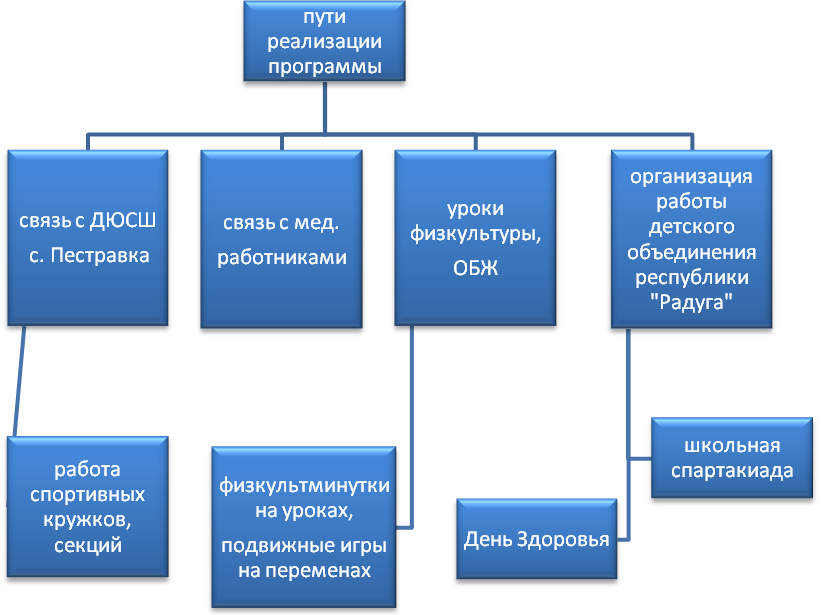 пути
реализации
программы
связь с ДЮСШ
с. Пестравка
связь с мед.
работниками
уроки
физкультуры,
ОБЖ
организация
работы
детского
объединения
республики
"Радуга"
работа
спортивных
кружков,
секций
физкультминутки
на уроках,
подвижные игры
на переменах
День Здоровья
школьная
спартакиада